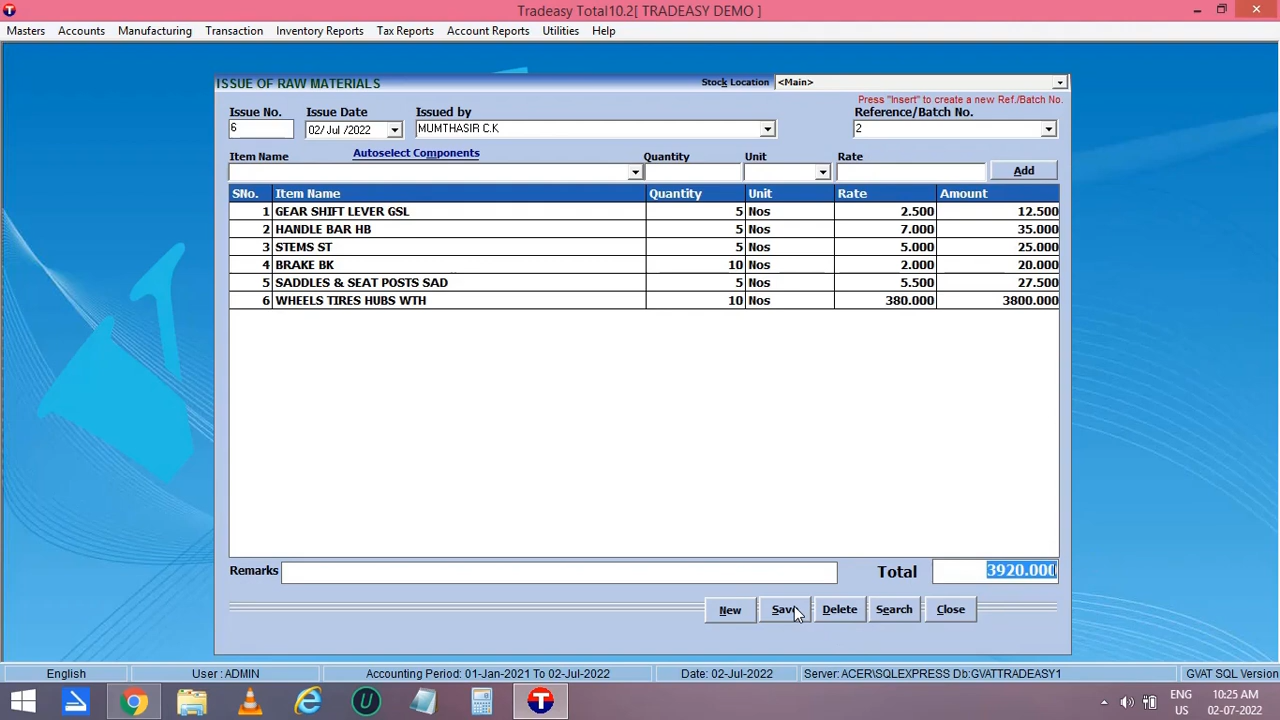 Tradeasy Total10.2[ TRADEASY DEMO ]
Masters Accounts Manufacturing Transaction Inventory Reports Tax Reports Account Reports Utilities Help
ISSUE OF RAW MATERIALS Stock Location <Main>
Press "Insert" to create a new Ref./Batch No.
Issue No. Issue Date Issued by Reference/Batch No.
6 02/ Jul /2022 MUMTHASIR C.K 2
Item Name Autoselect Components Quantity Unit Rate
Add
SNo. Item Name Quantity Unit Rate Amount
1 GEAR SHIFT LEVER GSL 5 Nos 2.500 12.500
2 HANDLE BAR HB 5 Nos 7.000 35.000
3 STEMS ST 5 Nos 5.000 25.000
4 BRAKE BK 10 Nos 2.000 20.000
5 SADDLES & SEAT POSTS SAD 5 Nos 5.500 27.500
6 WHEELS TIRES HUBS WTH 10 Nos 380.000 3800.000
Remarks Total 3920.000
New Save Delete Search Close
English User : ADMIN Accounting Period: 01-Jan-2021 To 02-Jul-2022 Date: 02-Jul-2022 Server: ACER\SQLEXPRESS Db:GVATTRADEASY1 GVAT SQL Version
ENG 10:25 AM
US 02-07-2022